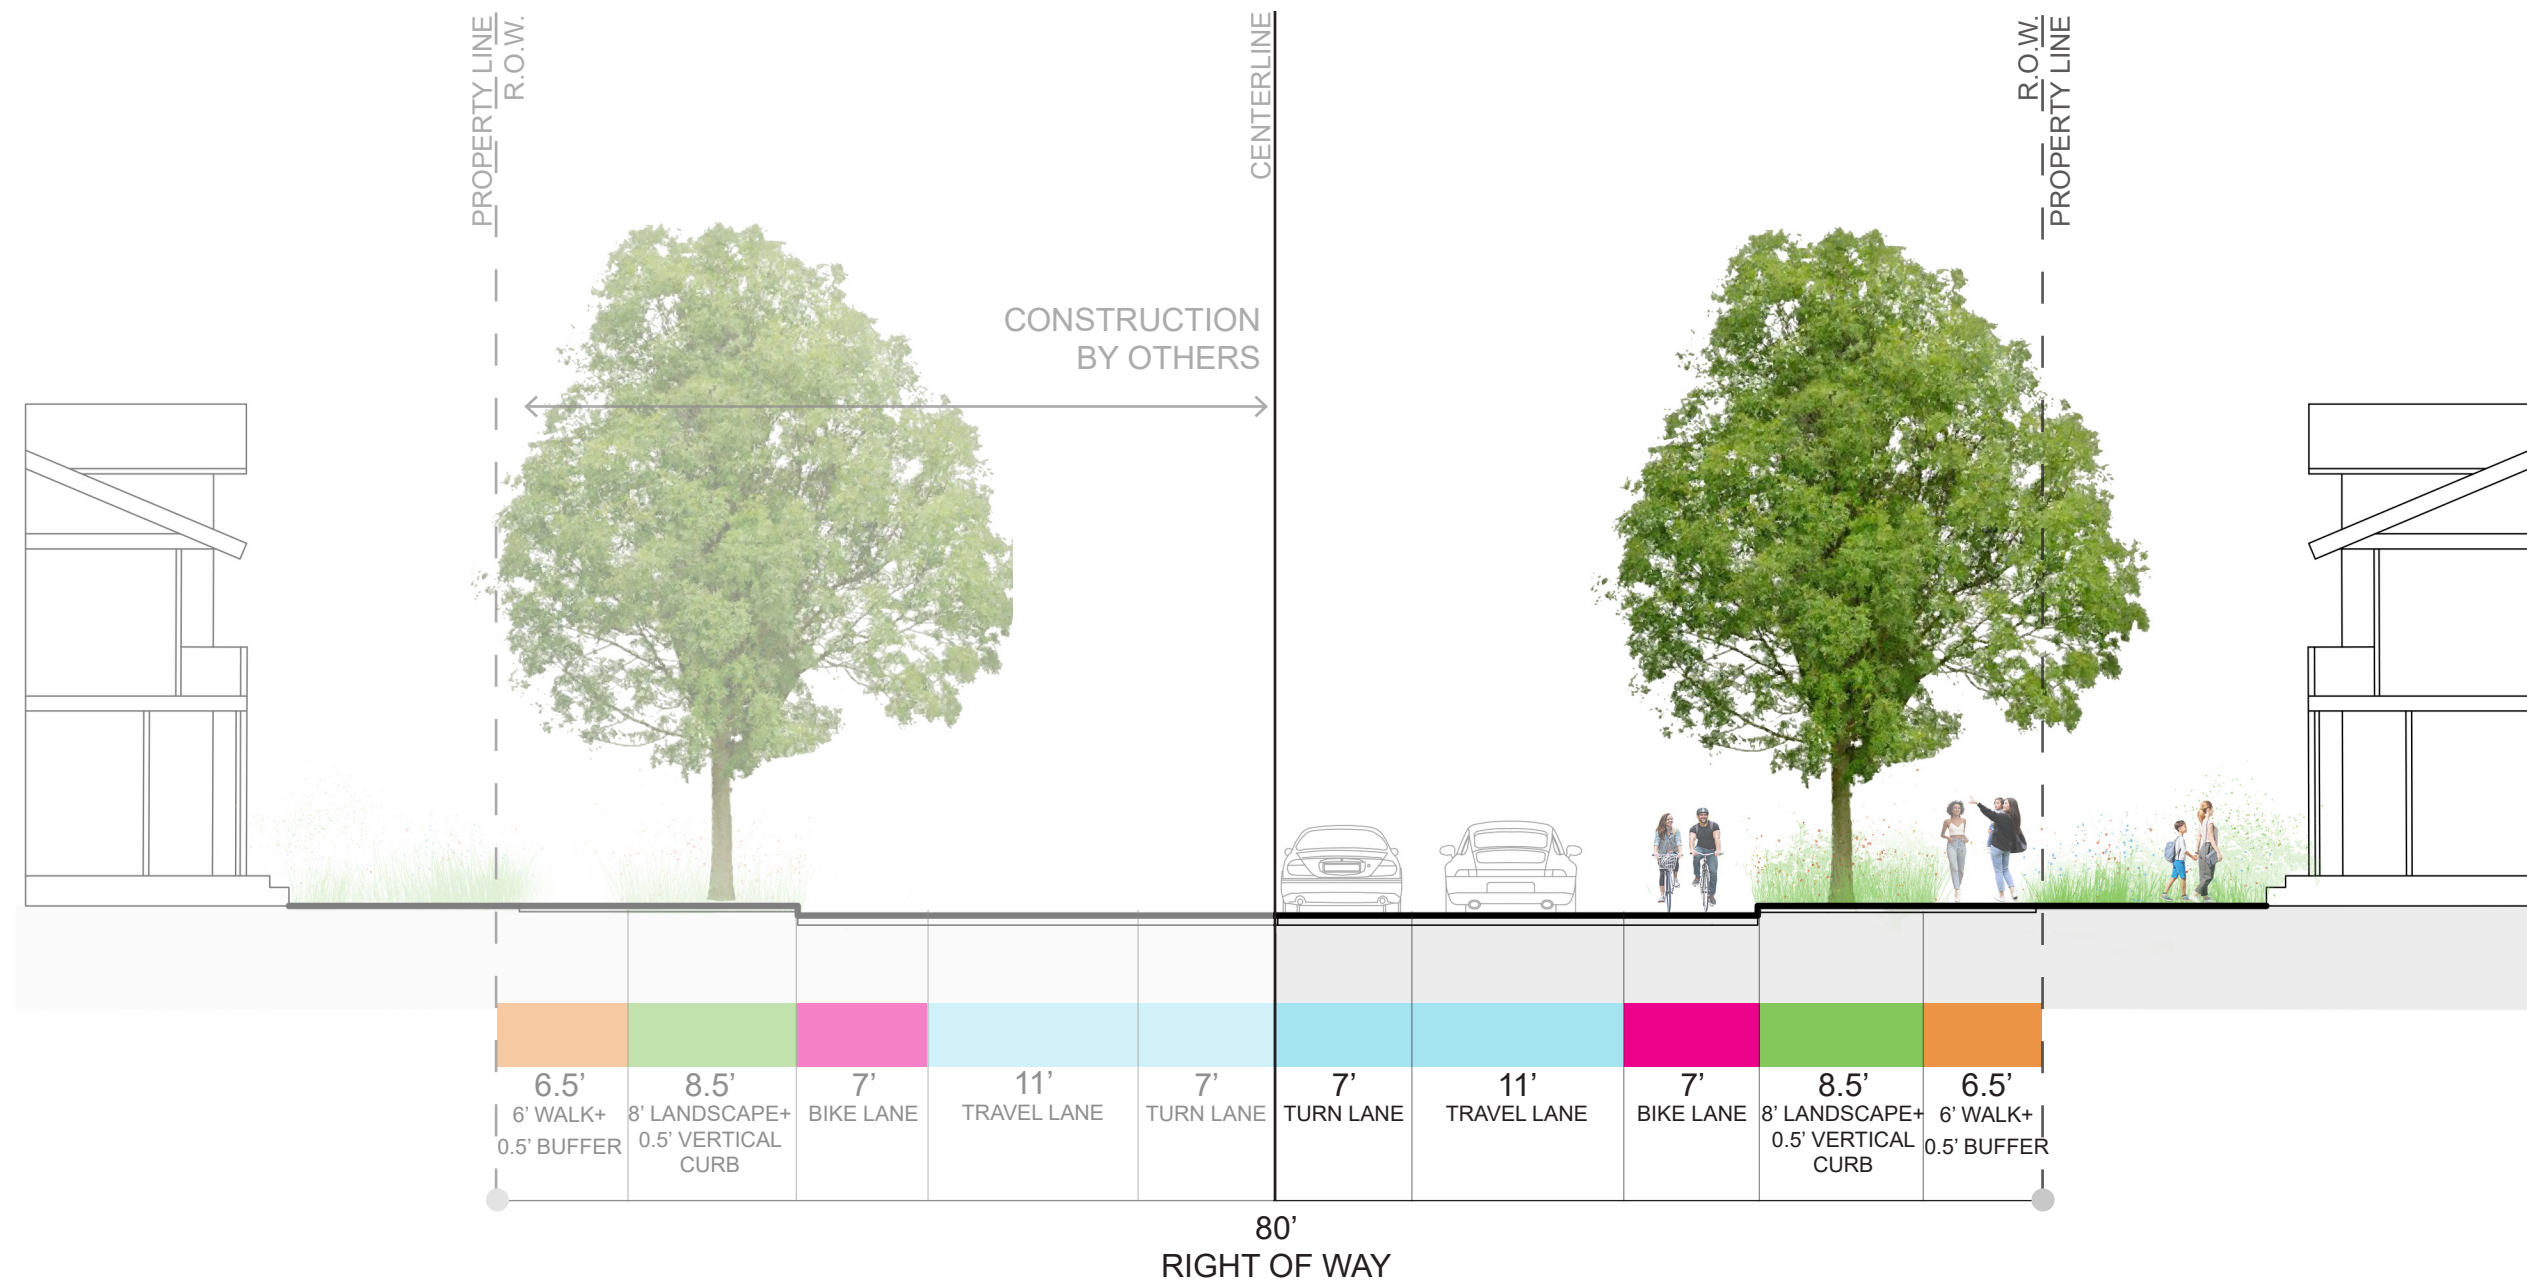 PROPERTY LINE
R.O.W.
CENTERLINE
R.O.W.
PROPERTY LINE
CONSTRUCTION
BY OTHERS
6.5’
6’ WALK+
0.5’ BUFFER
8.5’
8’ LANDSCAPE+
0.5’ VERTICAL
CURB
7’
BIKE LANE
11’
TRAVEL LANE
7’
TURN LANE
7’
TURN LANE
11’
TRAVEL LANE
7’
BIKE LANE
8.5’
8’ LANDSCAPE+
0.5’ VERTICAL
CURB
6.5’
6’ WALK+
0.5’ BUFFER
80’
RIGHT OF WAY